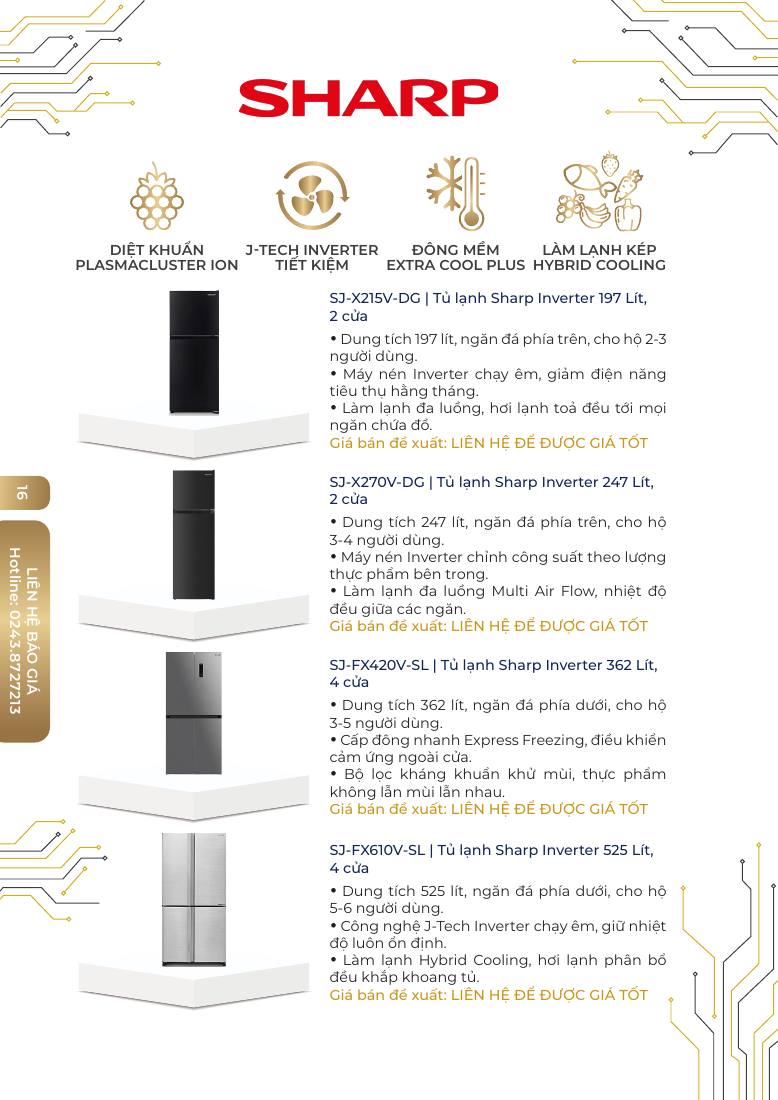 SHARP
DIỆT KHUẨN
PLASMACLUSTER ION
J-TECH INVERTER
TIẾT KIỆM
ĐÔNG MỀM
EXTRA COOL PLUS
LÀM LẠNH KÉP
HYBRID COOLING
SJ-X215V-DG | Tủ lạnh Sharp Inverter 197 Lít,
2 cửa
• Dung tích 197 lít, ngăn đá phía trên, cho hộ 2-3
người dùng.
• Máy nén Inverter chạy êm, giảm điện năng
tiêu thụ hằng tháng.
• Làm lạnh đa luồng, hơi lạnh toả đều tới mọi
ngăn chứa đồ.
Giá bán đề xuất: LIÊN HỆ ĐỂ ĐƯỢC GIÁ TỐT
SJ-X270V-DG | Tủ lạnh Sharp Inverter 247 Lít,
2 cửa
• Dung tích 247 lít, ngăn đá phía trên, cho hộ
3-4 người dùng.
• Máy nén Inverter chỉnh công suất theo lượng
thực phẩm bên trong.
• Làm lạnh đa luồng Multi Air Flow, nhiệt độ
đều giữa các ngăn.
Giá bán đề xuất: LIÊN HỆ ĐỂ ĐƯỢC GIÁ TỐT
16
LIÊN HỆ BÁO GIÁ
Hotline: 0243.8727213
SJ-FX420V-SL | Tủ lạnh Sharp Inverter 362 Lít,
4 cửa
• Dung tích 362 lít, ngăn đá phía dưới, cho hộ
3-5 người dùng.
• Cấp đông nhanh Express Freezing, điều khiển
cảm ứng ngoài cửa.
• Bộ lọc kháng khuẩn khử mùi, thực phẩm
không lẫn mùi lẫn nhau.
Giá bán đề xuất: LIÊN HỆ ĐỂ ĐƯỢC GIÁ TỐT
SJ-FX610V-SL | Tủ lạnh Sharp Inverter 525 Lít,
4 cửa
• Dung tích 525 lít, ngăn đá phía dưới, cho hộ
5-6 người dùng.
• Công nghệ J-Tech Inverter chạy êm, giữ nhiệt
độ luôn ổn định.
• Làm lạnh Hybrid Cooling, hơi lạnh phân bổ
đều khắp khoang tủ.
Giá bán đề xuất: LIÊN HỆ ĐỂ ĐƯỢC GIÁ TỐT